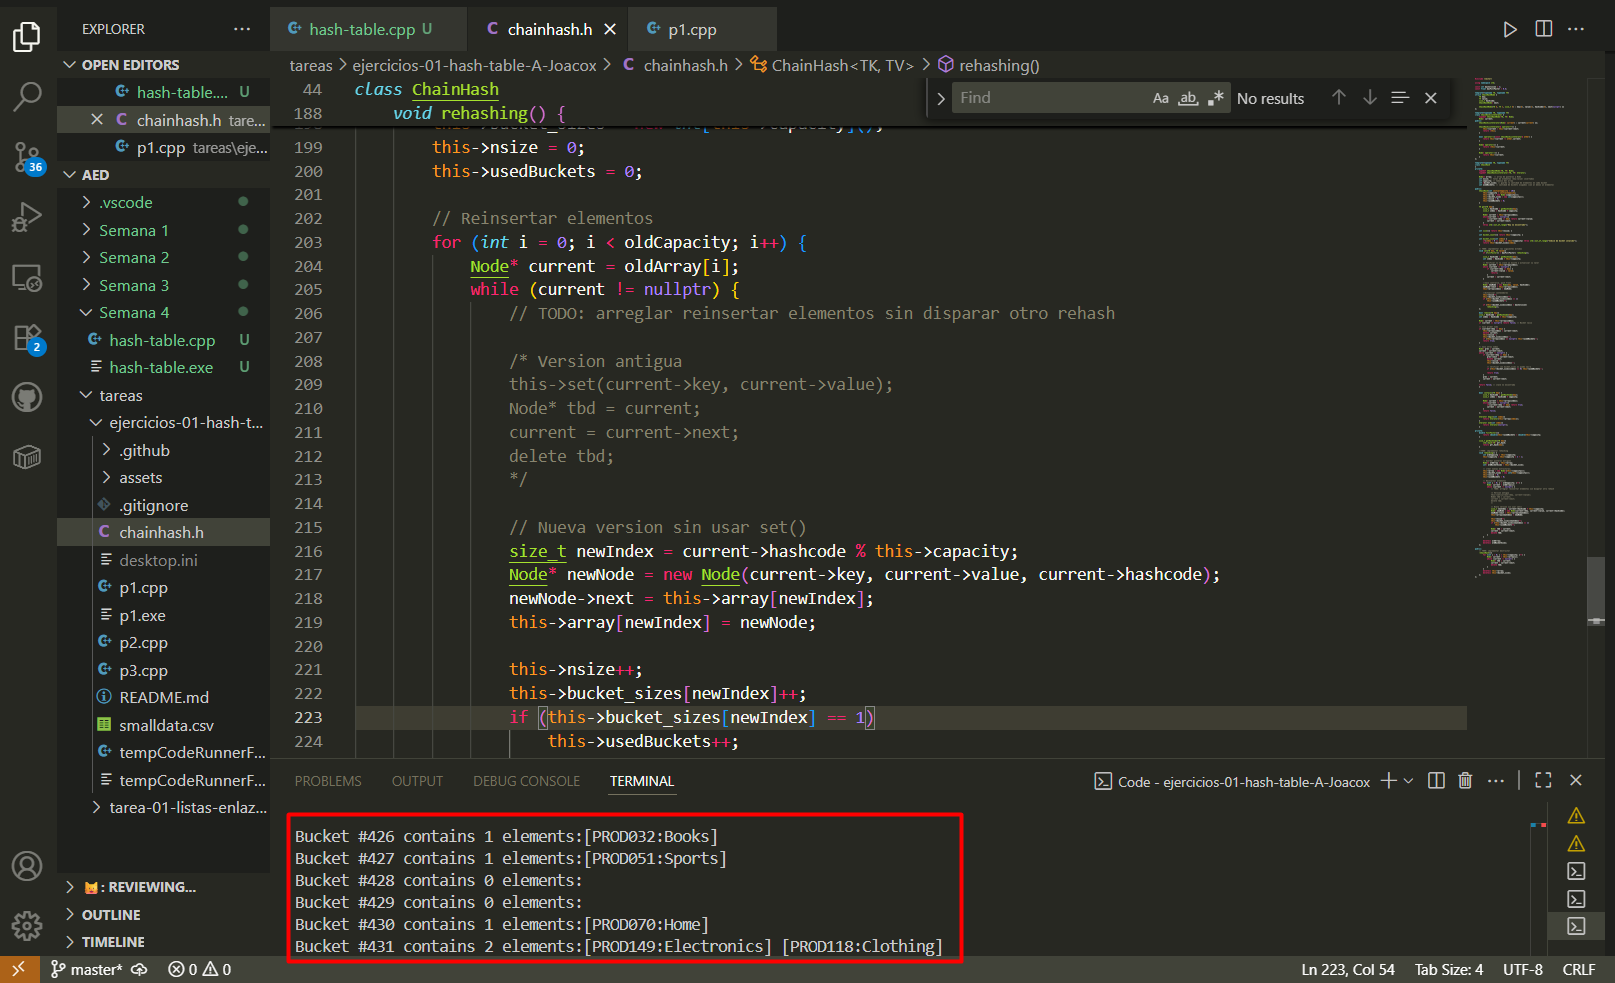 EXPLORER
OPEN EDITORS
hash-table.... U
chainhash.h tare...
p1.cpp tareas\eje...
36
AED
.vscode
Semana 1
Semana 2
Semana 3
Semana 4
hash-table.cpp U
hash-table.exe U
2
tareas
ejercicios-01-hash-t...
.github
assets
.gitignore
chainhash.h
desktop.ini
p1.cpp
p1.exe
p2.cpp
p3.cpp
README.md
smalldata.csv
tempCodeRunnerF...
tempCodeRunnerF...
tarea-01-listas-enlaz...
: REVIEWING...
OUTLINE
TIMELINE
hash-table.cpp U
chainhash.h
p1.cpp
tareas > ejercicios-01-hash-table-A-Joacox > C chainhash.h > ChainHash<TK, TV> > rehashing()
Find
Aa ab .*
No results
44 class ChainHash
188 void rehashing() {
199 this->nsize = 0;
200 this->usedBuckets = 0;
201
202 // Reinsertar elementos
203 for (int i = 0; i < oldCapacity; i++) {
204 Node* current = oldArray[i];
205 while (current != nullptr) {
206 // TODO: arreglar reinsertar elementos sin disparar otro rehash
207
208 /* Version antigua
209 this->set(current->key, current->value);
210 Node* tbd = current;
211 current = current->next;
212 delete tbd;
213 */
214
215 // Nueva version sin usar set()
216 size_t newIndex = current->hashcode % this->capacity;
217 Node* newNode = new Node(current->key, current->value, current->hashcode);
218 newNode->next = this->array[newIndex];
219 this->array[newIndex] = newNode;
220
221 this->nsize++;
222 this->bucket_sizes[newIndex]++;
223 if (this->bucket_sizes[newIndex] == 1)
224 this->usedBuckets++;
PROBLEMS OUTPUT DEBUG CONSOLE TERMINAL
Code - ejercicios-01-hash-table-A-Joacox
Bucket #426 contains 1 elements:[PROD032:Books]
Bucket #427 contains 1 elements:[PROD051:Sports]
Bucket #428 contains 0 elements:
Bucket #429 contains 0 elements:
Bucket #430 contains 1 elements:[PROD070:Home]
Bucket #431 contains 2 elements:[PROD149:Electronics] [PROD118:Clothing]
master* 0 0
Ln 223, Col 54 Tab Size: 4 UTF-8 CRLF